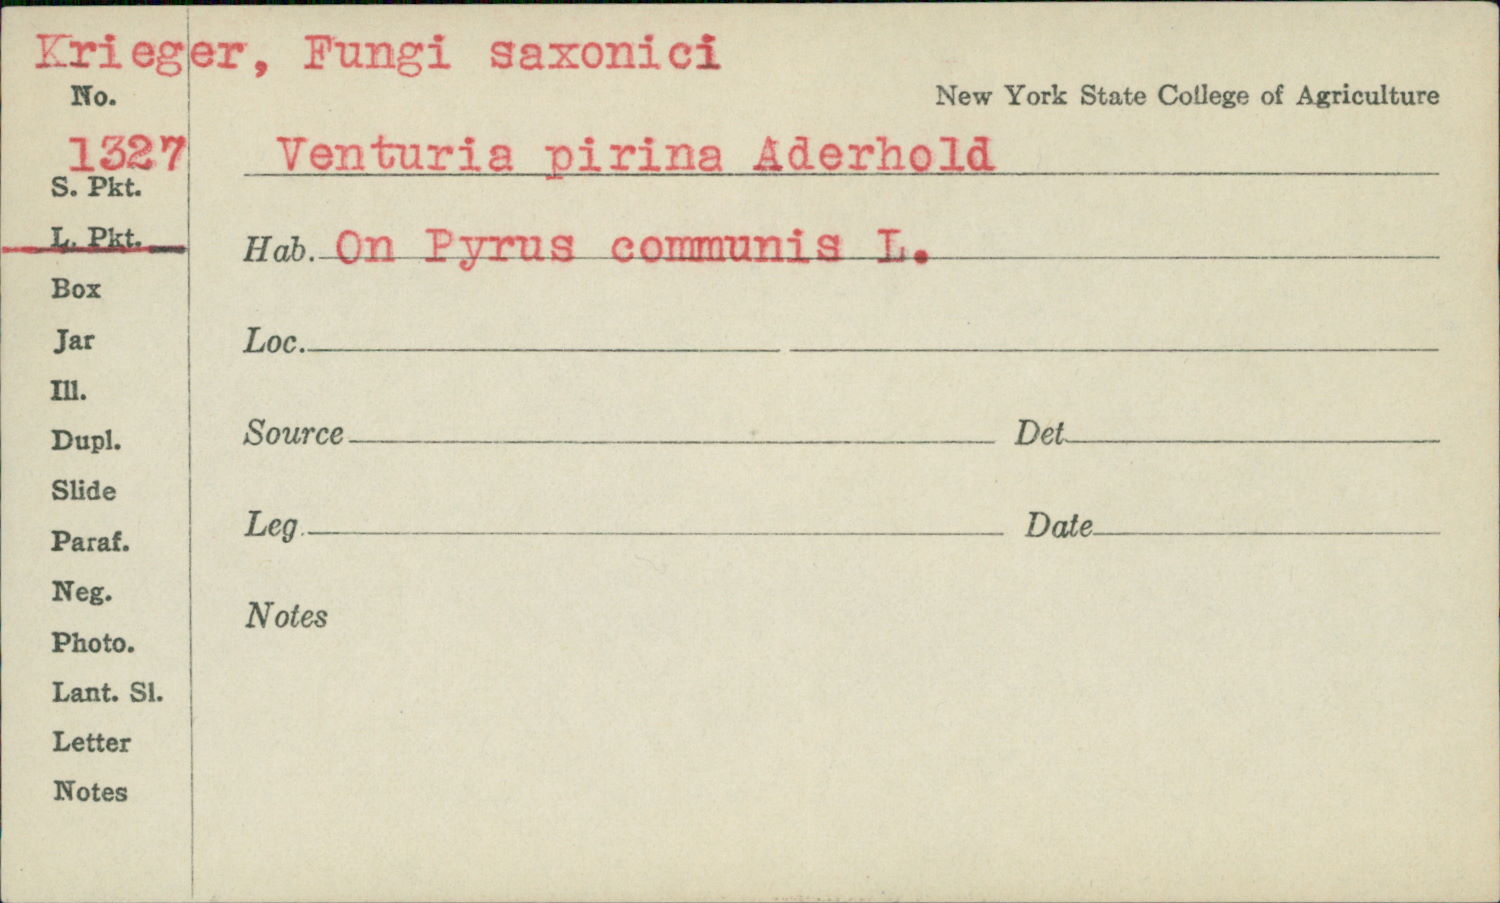 Krieger, Fungi saxonici
No.
New York State College of Agriculture
1327
Venturia pirina Aderhold
S. Pkt.
L. Pkt.
Hab. On Pyrus communis L.
Box
Jar
Loc.
Ill.
Dupl.
Source Det.
Slide
Leg. Date
Paraf.
Neg.
Notes
Photo.
Lant. Sl.
Letter
Notes